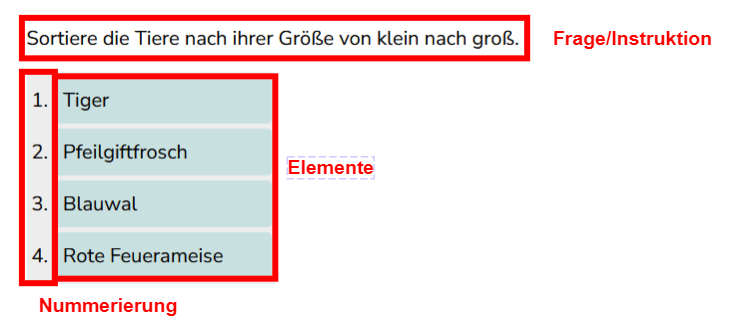 Sortiere die Tiere nach ihrer Größe von klein nach groß.
Frage/Instruktion
1. Tiger
2. Pfeilgiftfrosch
Elemente
3. Blauwal
4. Rote Feuerameise
Nummerierung